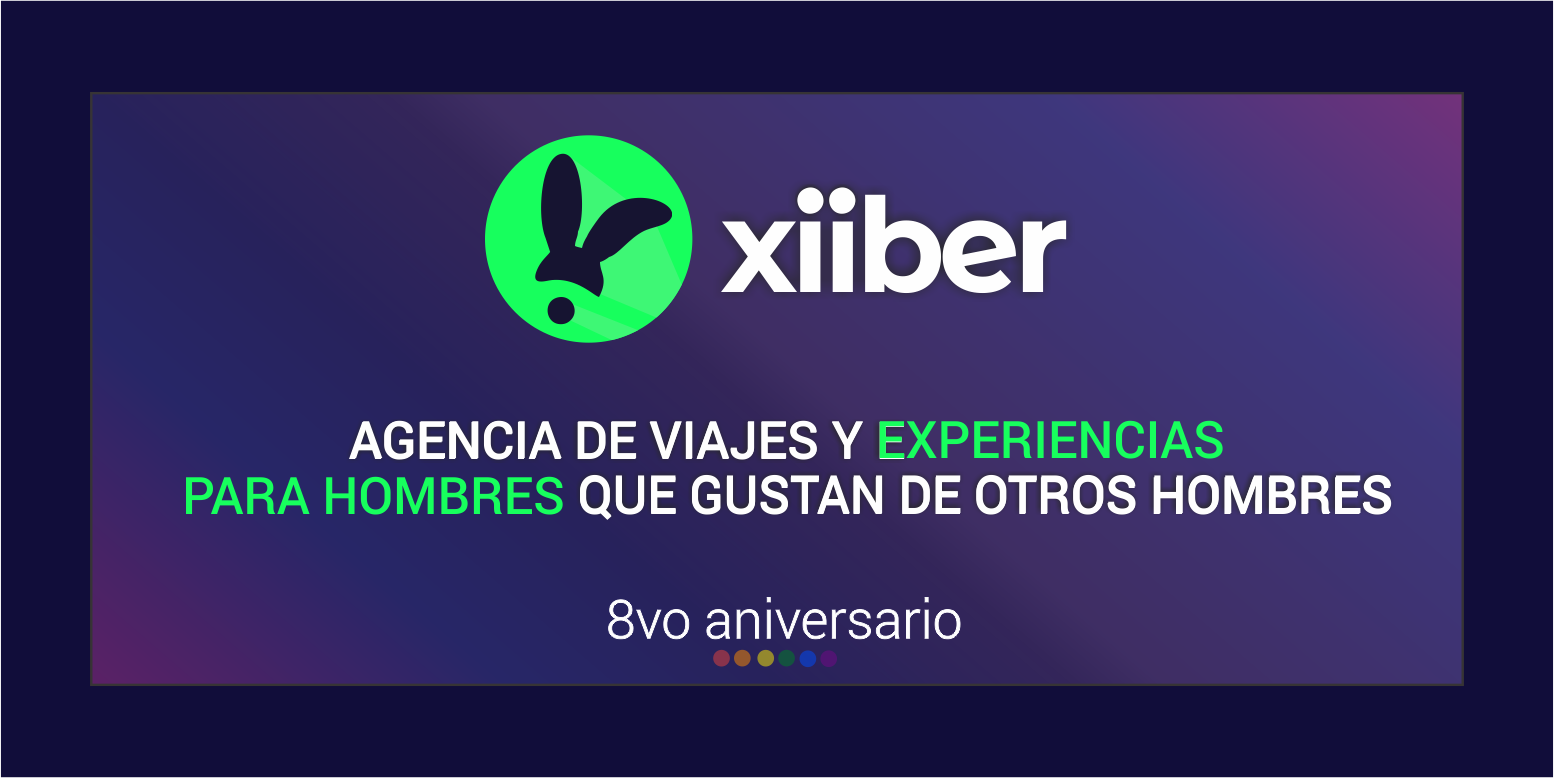 xiiber
AGENCIA DE VIAJES Y EXPERIENCIAS
PARA HOMBRES QUE GUSTAN DE OTROS HOMBRES
8vo aniversario